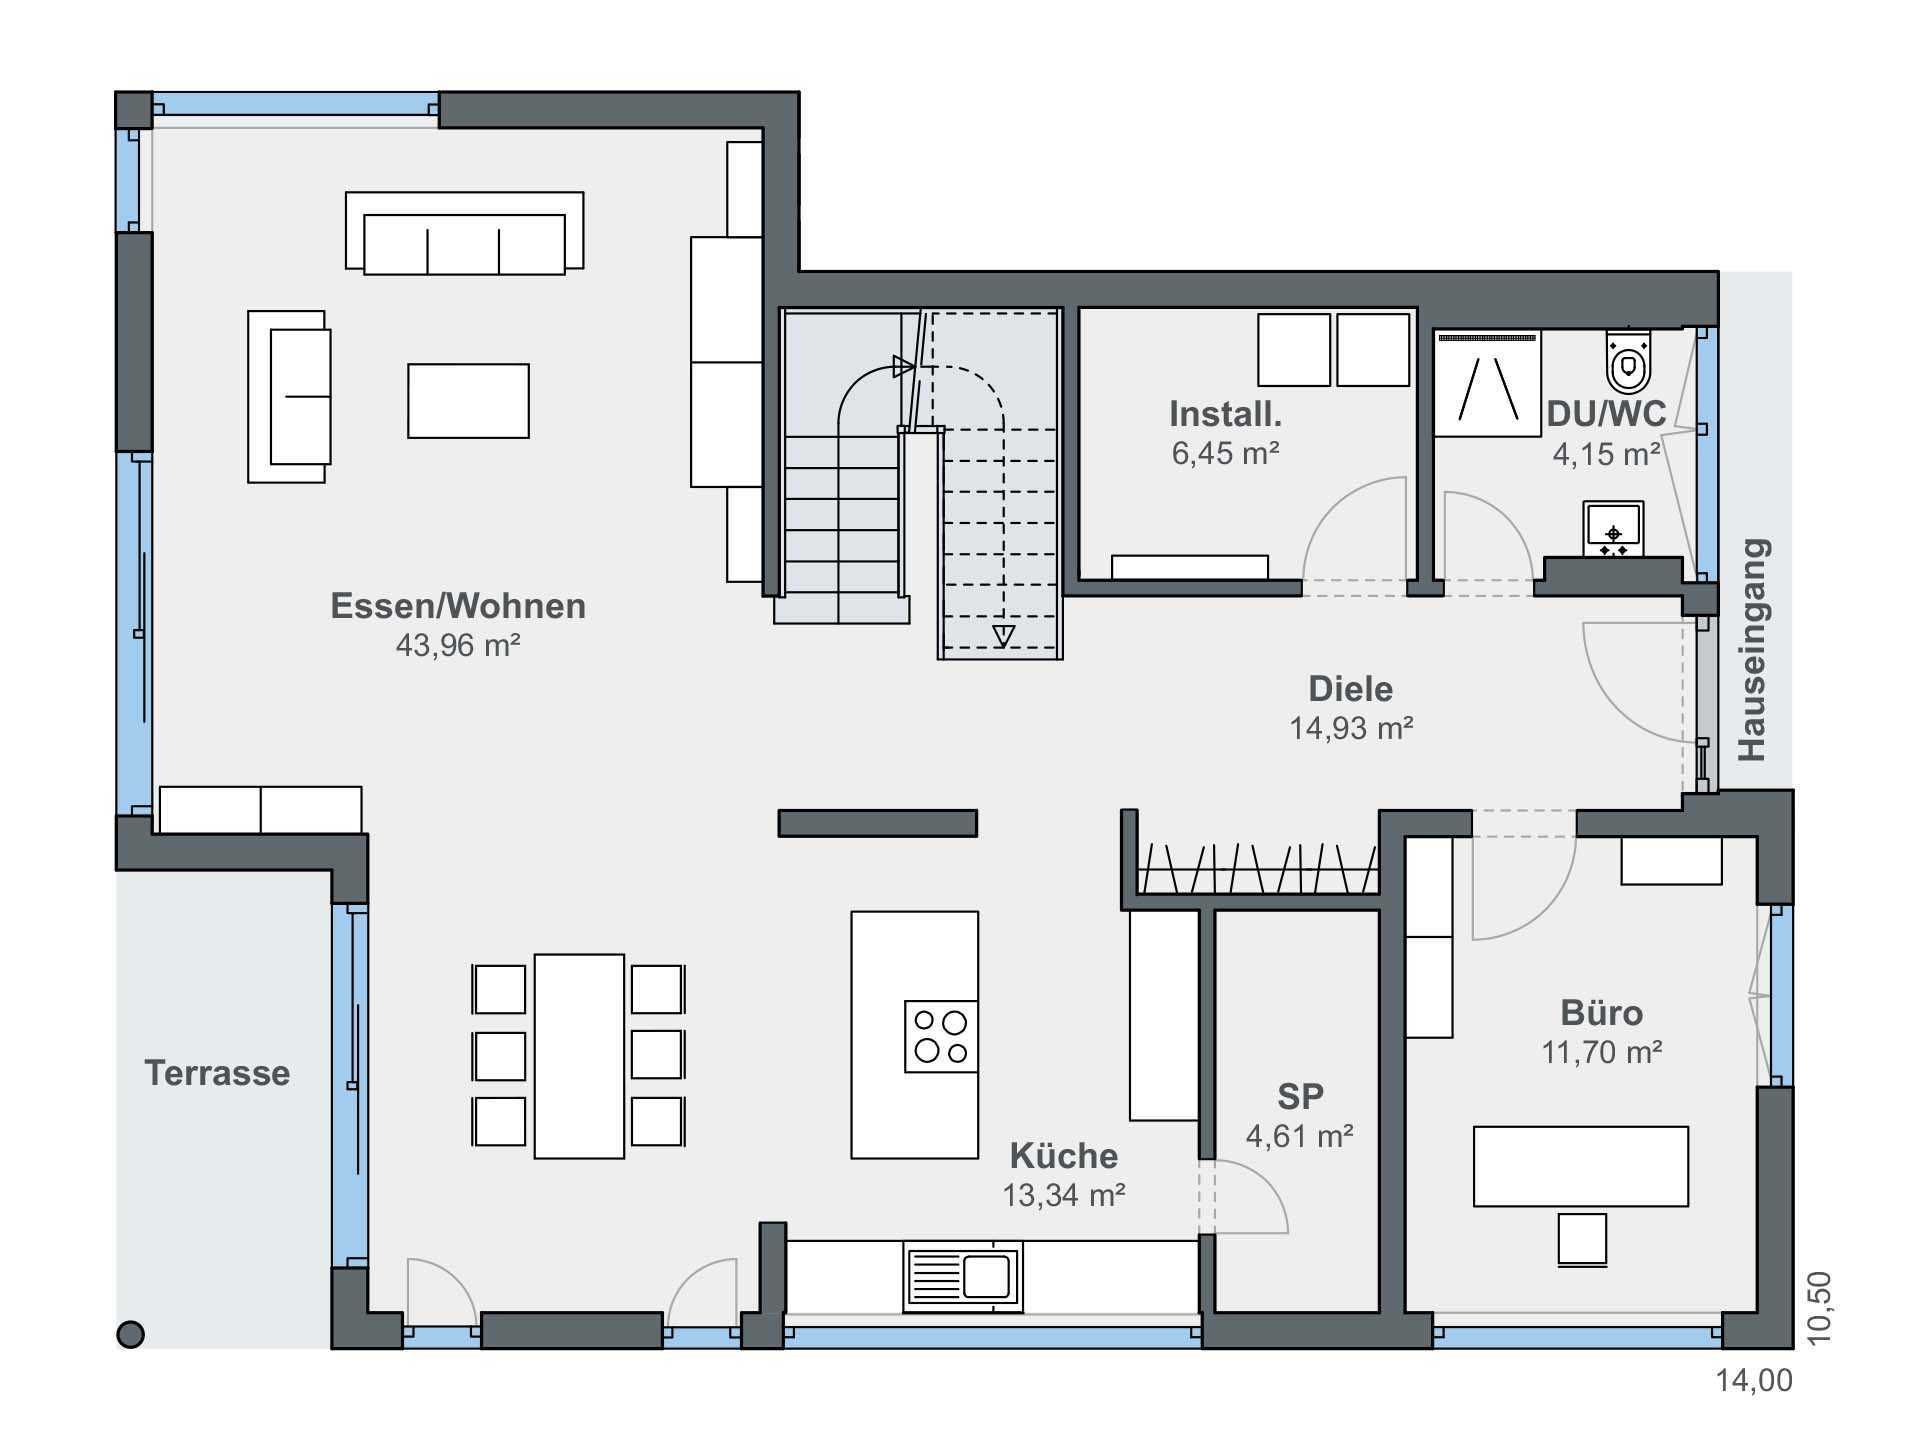 Install.
6,45 m²
DU/WC
4,15 m²
Essen/Wohnen
43,96 m²
Hauseingang
Diele
14,93 m²
Büro
11,70 m²
Terrasse
SP
4,61 m²
Küche
13,34 m²
10,50
14,00